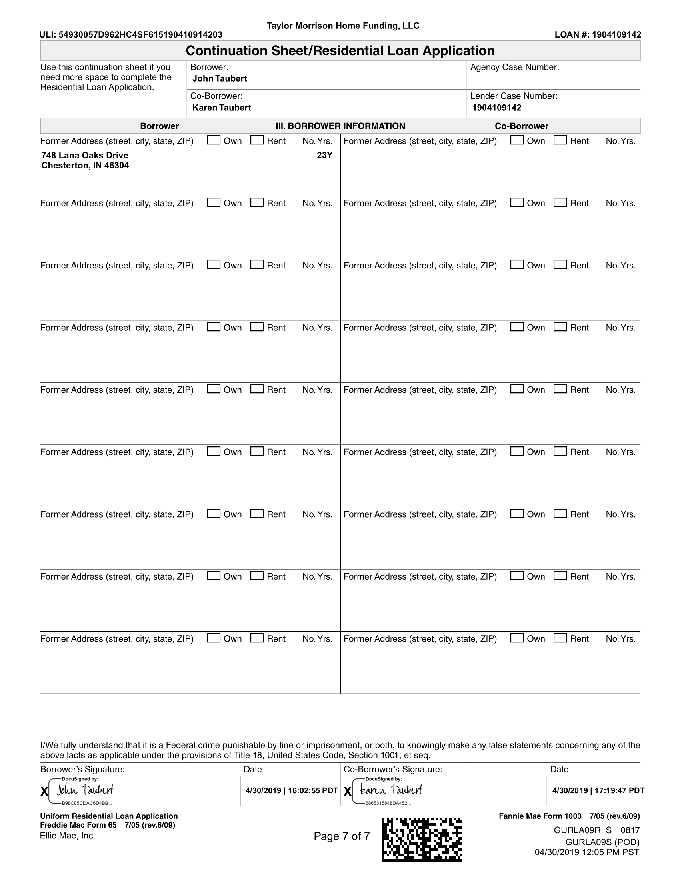 Taylor Morrison Home Funding, LLC
ULI: 54930057D962HC4SF615190410914203 LOAN #: 1904109142
Continuation Sheet/Residential Loan Application
Use this continuation sheet if you
need more space to complete the
Residential Loan Application.
Borrower:
John Taubert
Agency Case Number:
Co-Borrower:
Karen Taubert
Lender Case Number:
1904109142
Borrower III. BORROWER INFORMATION Co-Borrower
Former Address (street, city, state, ZIP) Own Rent No. Yrs. Former Address (street, city, state, ZIP) Own Rent No. Yrs.
748 Lana Oaks Drive 23Y
Chesterton, IN 46304
Former Address (street, city, state, ZIP) Own Rent No. Yrs. Former Address (street, city, state, ZIP) Own Rent No. Yrs.
Former Address (street, city, state, ZIP) Own Rent No. Yrs. Former Address (street, city, state, ZIP) Own Rent No. Yrs.
Former Address (street, city, state, ZIP) Own Rent No. Yrs. Former Address (street, city, state, ZIP) Own Rent No. Yrs.
Former Address (street, city, state, ZIP) Own Rent No. Yrs. Former Address (street, city, state, ZIP) Own Rent No. Yrs.
Former Address (street, city, state, ZIP) Own Rent No. Yrs. Former Address (street, city, state, ZIP) Own Rent No. Yrs.
Former Address (street, city, state, ZIP) Own Rent No. Yrs. Former Address (street, city, state, ZIP) Own Rent No. Yrs.
Former Address (street, city, state, ZIP) Own Rent No. Yrs. Former Address (street, city, state, ZIP) Own Rent No. Yrs.
Former Address (street, city, state, ZIP) Own Rent No. Yrs. Former Address (street, city, state, ZIP) Own Rent No. Yrs.
I/We fully understand that it is a Federal crime punishable by fine or imprisonment, or both, to knowingly make any false statements concerning any of the
above facts as applicable under the provisions of Title 18, United States Code, Section 1001, et seq.
Borrower's Signature: Date Co-Borrower's Signature: Date
DocuSigned by: DocuSigned by:
X John Taubert 4/30/2019 | 16:02:55 PDT X Karen Taubert 4/30/2019 | 17:19:47 PDT
Uniform Residential Loan Application
Freddie Mac Form 65 7/05 (rev.6/09)
Ellie Mae, Inc.
Page 7 of 7
Fannie Mae Form 1003 7/05 (rev.6/09)
GURLA09R_S 0817
GURLA09S (POD)
04/30/2019 12:05 PM PST